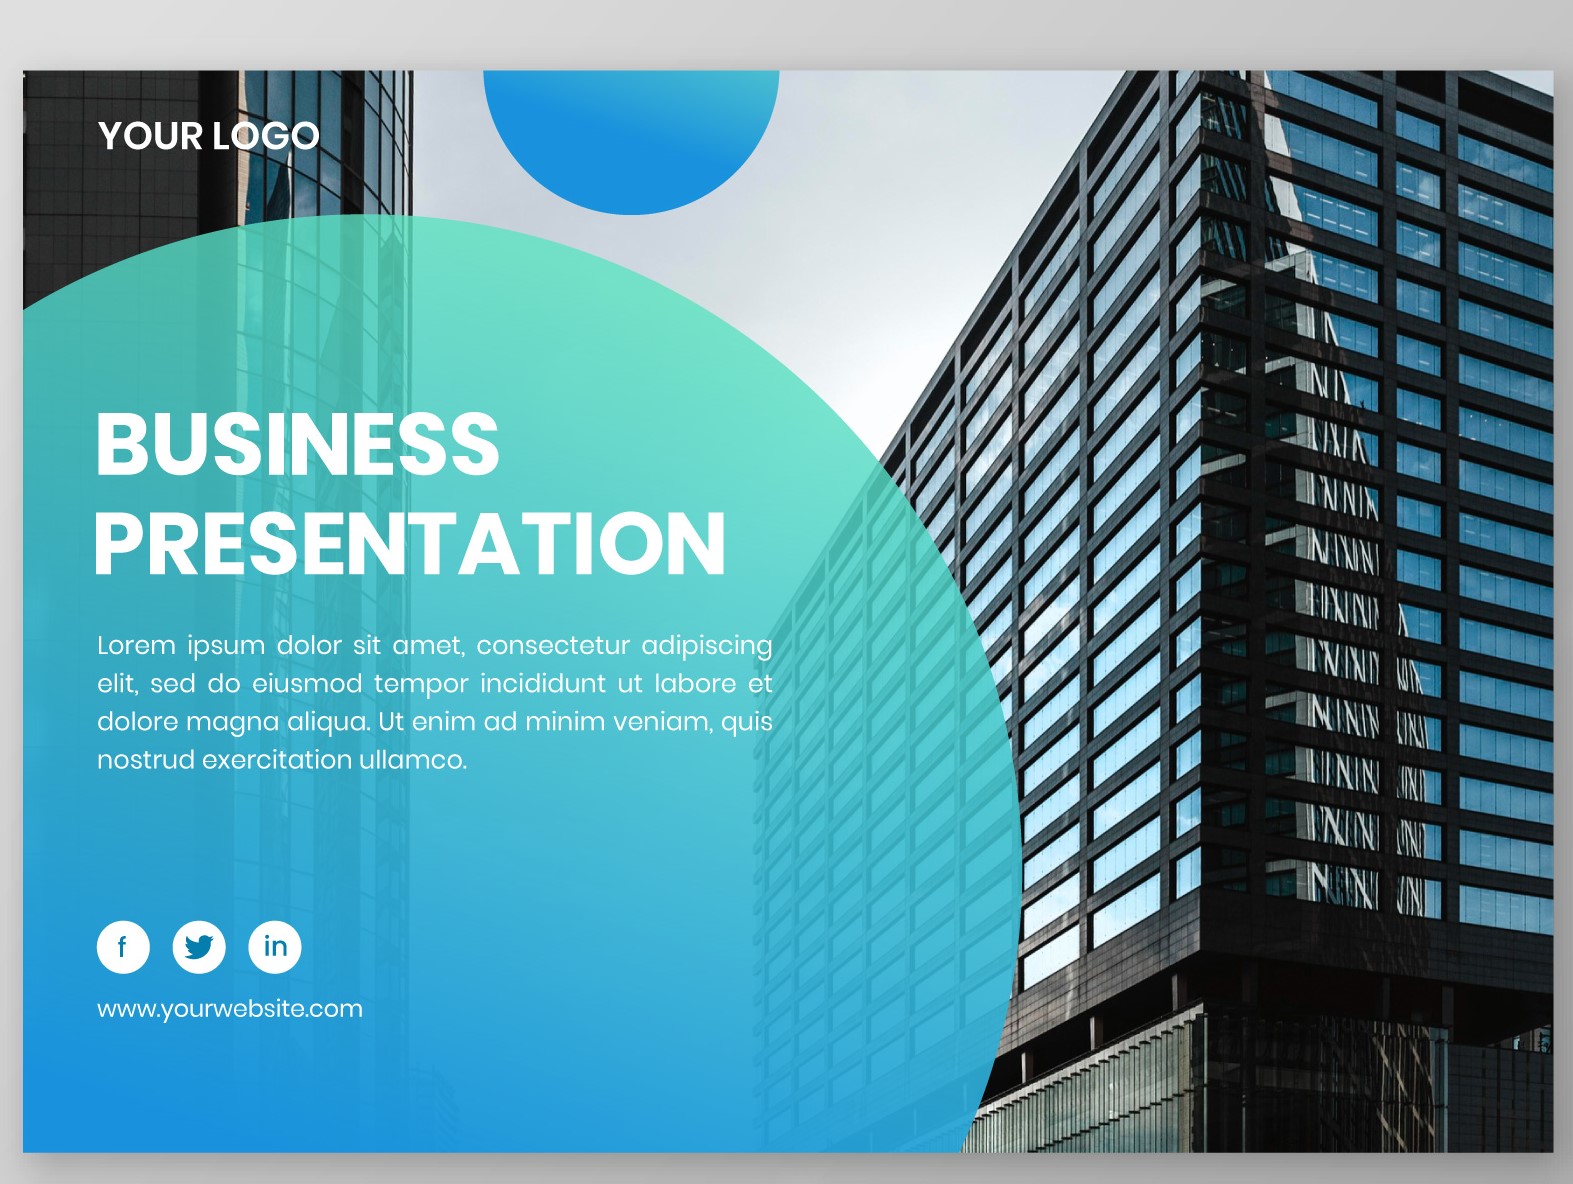 YOUR LOGO
BUSINESS
PRESENTATION
Lorem ipsum dolor sit amet, consectetur adipiscing
elit, sed do eiusmod tempor incididunt ut labore et
dolore magna aliqua. Ut enim ad minim veniam, quis
nostrud exercitation ullamco.
f in
www.yourwebsite.com